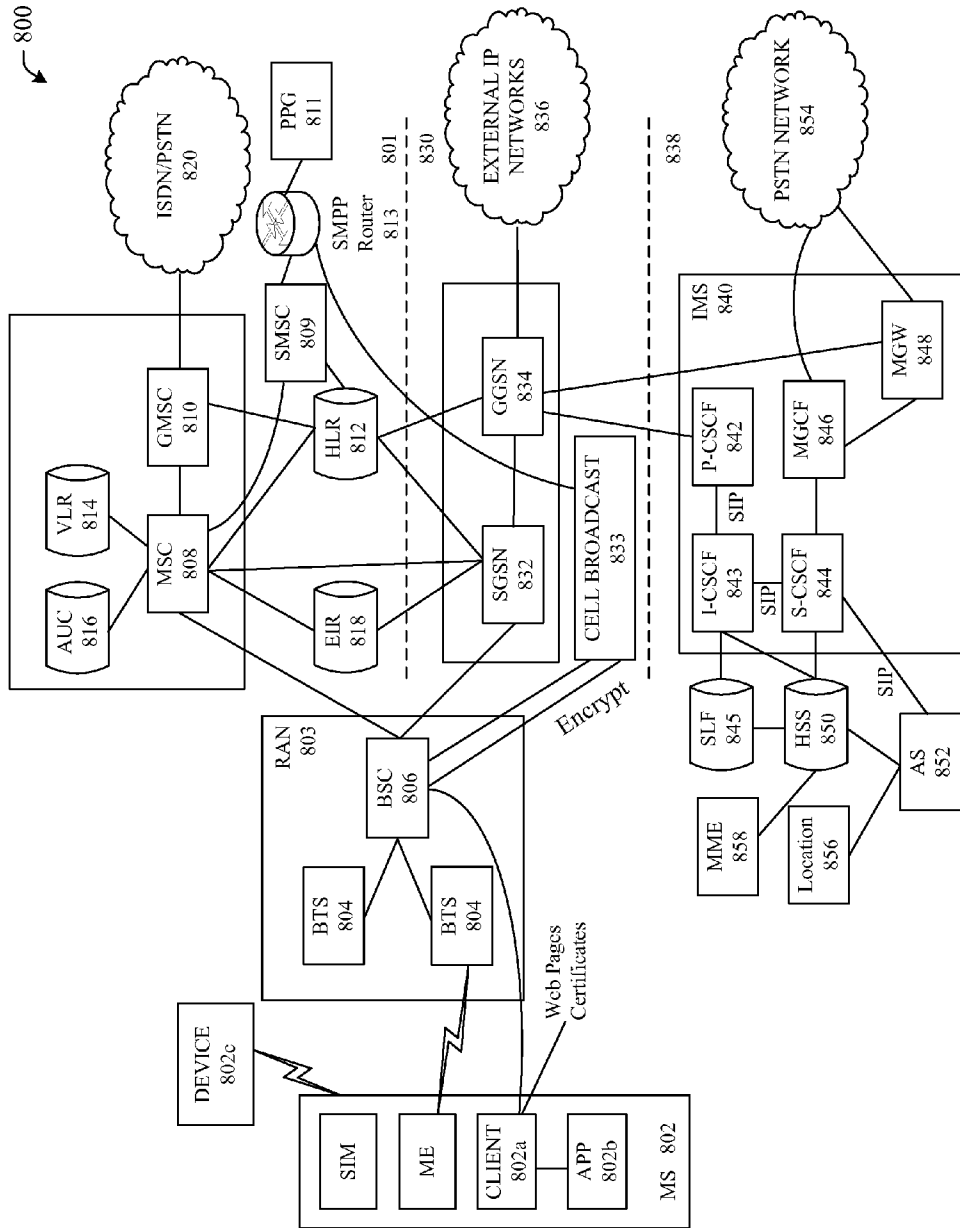 800
ISDN/PSTN
820
PPG
811
SMPP
Router
813
VLR
814
AUC
816
GMSC
810
MSC
808
SMSC
809
HLR
812
EIR
818
801
830
EXTERNAL IP
NETWORKS
836
GGSN
834
SGSN
832
CELL BROADCAST
833
Encrypt
838
RAN
803
BSC
806
BTS
804
BTS
804
DEVICE
802c
SIM
ME
CLIENT
802a
APP
802b
MS 802
Web Pages
Certificates
PSTN NETWORK
854
IMS
840
P-CSCF
842
MGCF
846
MGW
848
SIP
I-CSCF
843
SIP
S-CSCF
844
SIP
SLF
845
HSS
850
MME
858
Location
856
AS
852